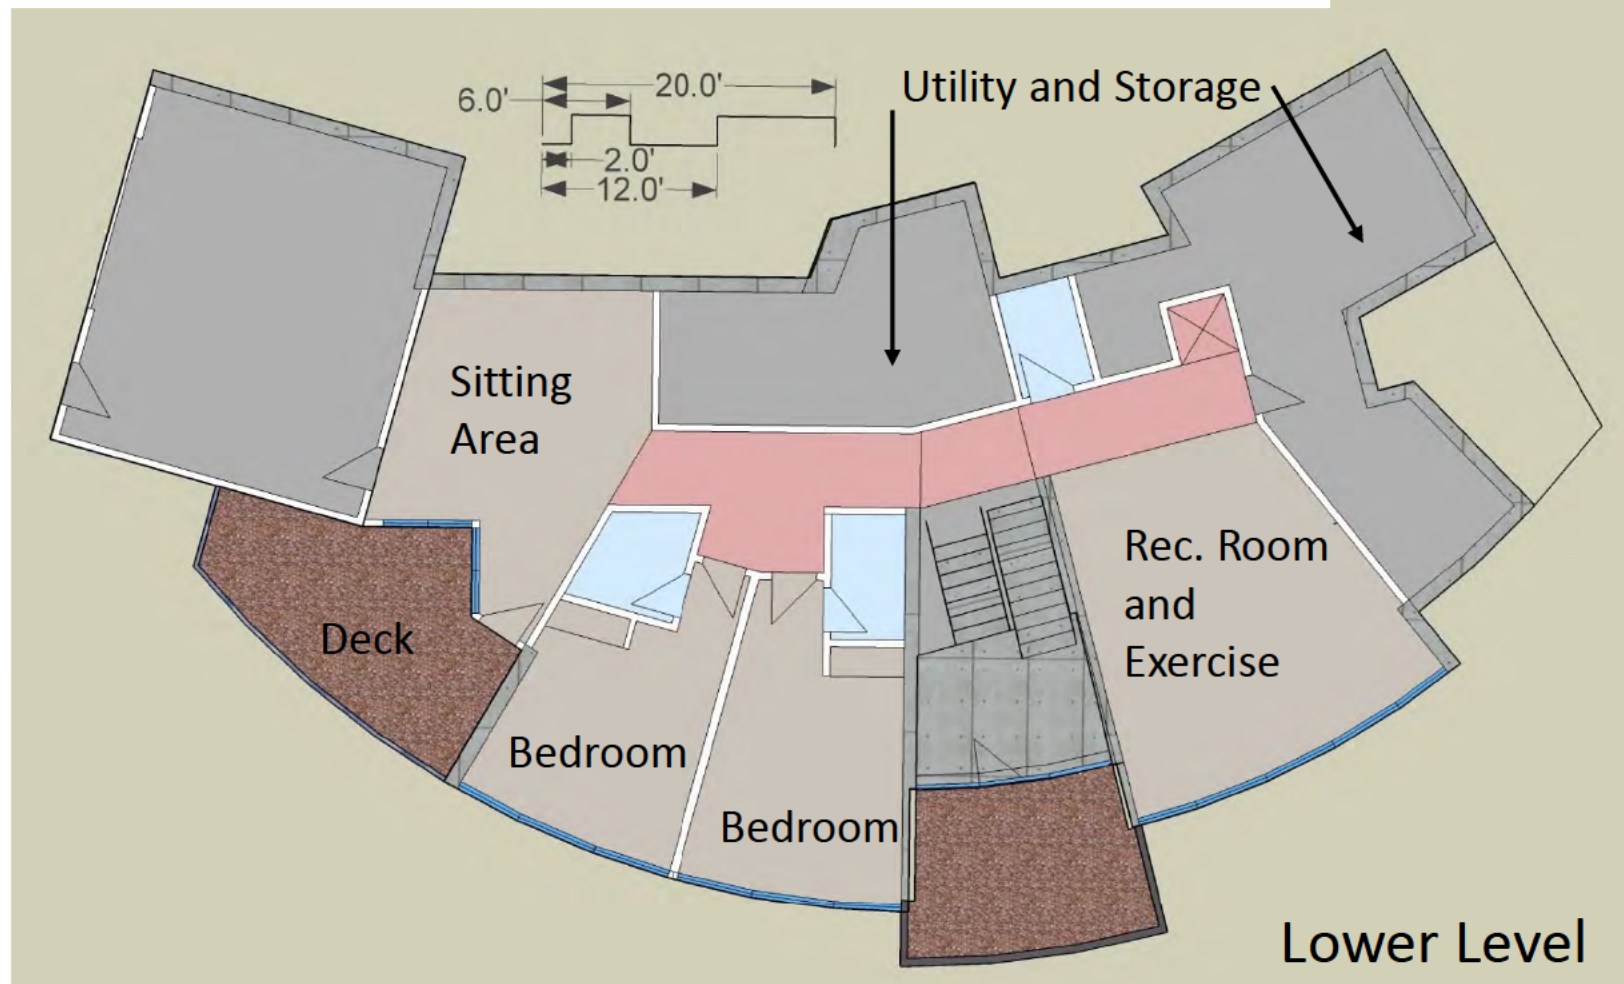 20.0'
6.0'
2.0'
12.0'
Utility and Storage
Sitting
Area
Rec. Room
and
Exercise
Deck
Bedroom
Bedroom
Lower Level